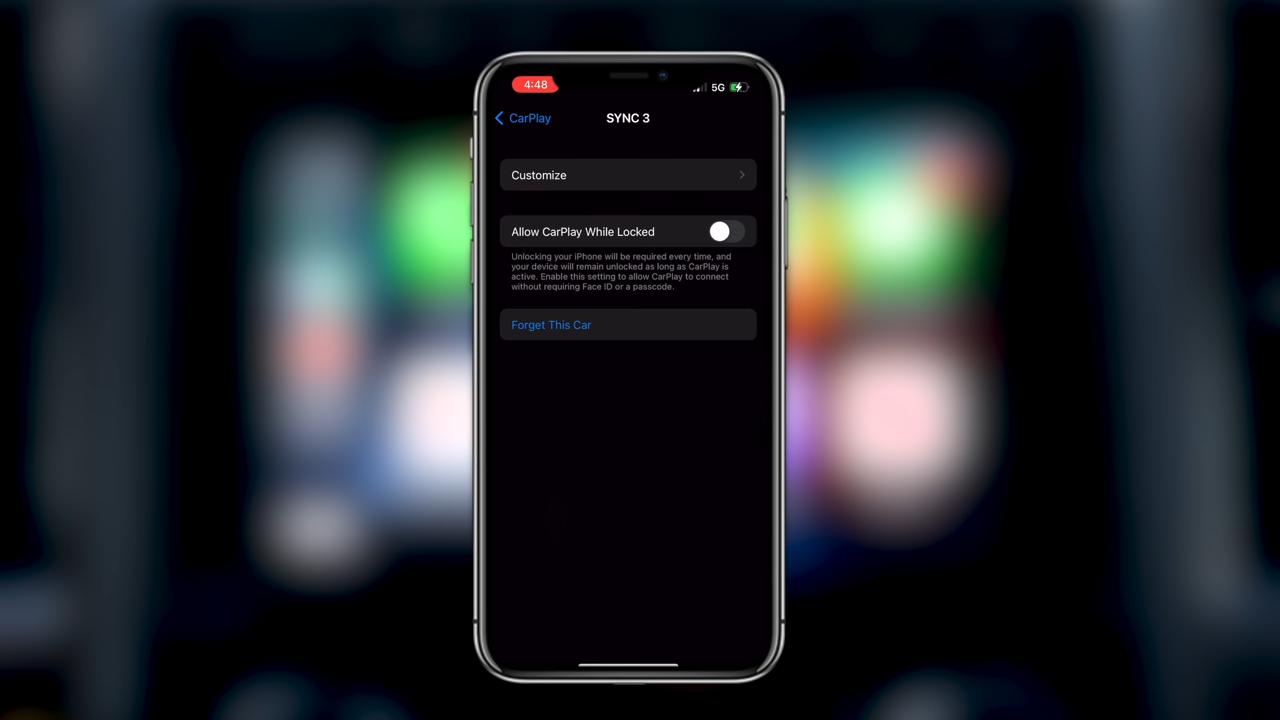 4:48
5G
CarPlay
SYNC 3
Customize
Allow CarPlay While Locked
Unlocking your iPhone will be required every time, and
your device will remain unlocked as long as CarPlay is
active. Enable this setting to allow CarPlay to connect
without requiring Face ID or a passcode.
Forget This Car